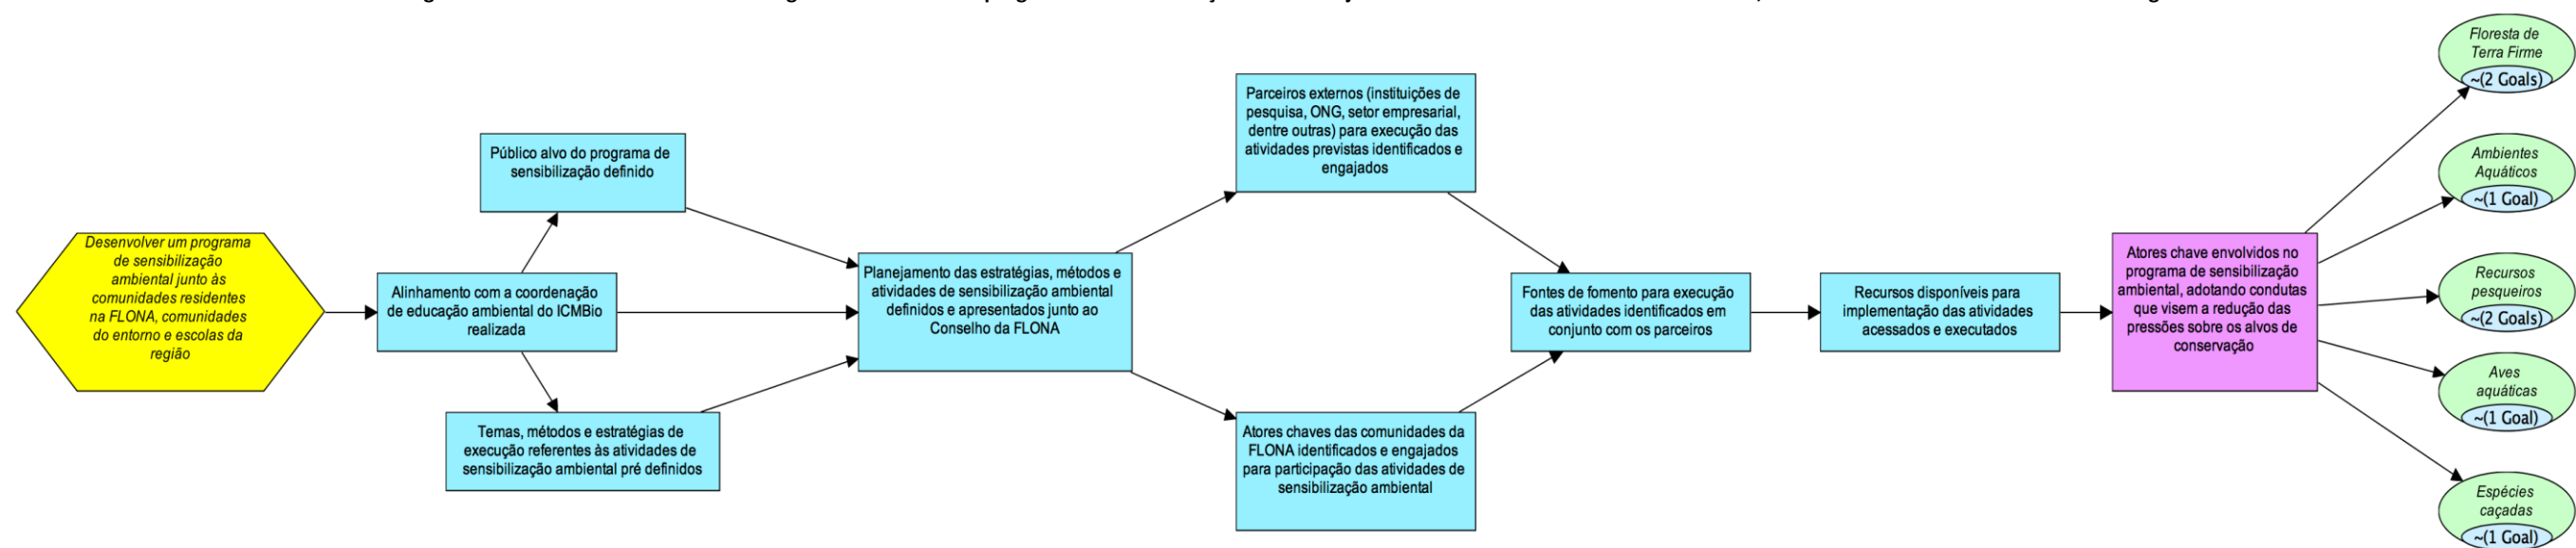 Desenvolver um programa
de sensibilização
ambiental junto às
comunidades residentes
na FLONA, comunidades
do entorno e escolas da
região
Alinhamento com a coordenação
de educação ambiental do ICMBio
realizada
Público alvo do programa de
sensibilização definido
Temas, métodos e estratégias de
execução referentes às atividades de
sensibilização ambiental pré definidos
Planejamento das estratégias, métodos e
atividades de sensibilização ambiental
definidos e apresentados junto ao
Conselho da FLONA
Parceiros externos (instituições de
pesquisa, ONG, setor empresarial,
dentre outras) para execução das
atividades previstas identificados e
engajados
Atores chaves das comunidades da
FLONA identificados e engajados
para participação das atividades de
sensibilização ambiental
Fontes de fomento para execução
das atividades identificados em
conjunto com os parceiros
Recursos disponíveis para
implementação das atividades
acessados e executados
Atores chave envolvidos no
programa de sensibilização
ambiental, adotando condutas
que visem a redução das
pressões sobre os alvos de
conservação
Floresta de
Terra Firme
~(2 Goals)
Ambientes
Aquáticos
~(1 Goal)
Recursos
pesqueiros
~(2 Goals)
Aves
aquáticas
~(1 Goal)
Espécies
caçadas
~(1 Goal)